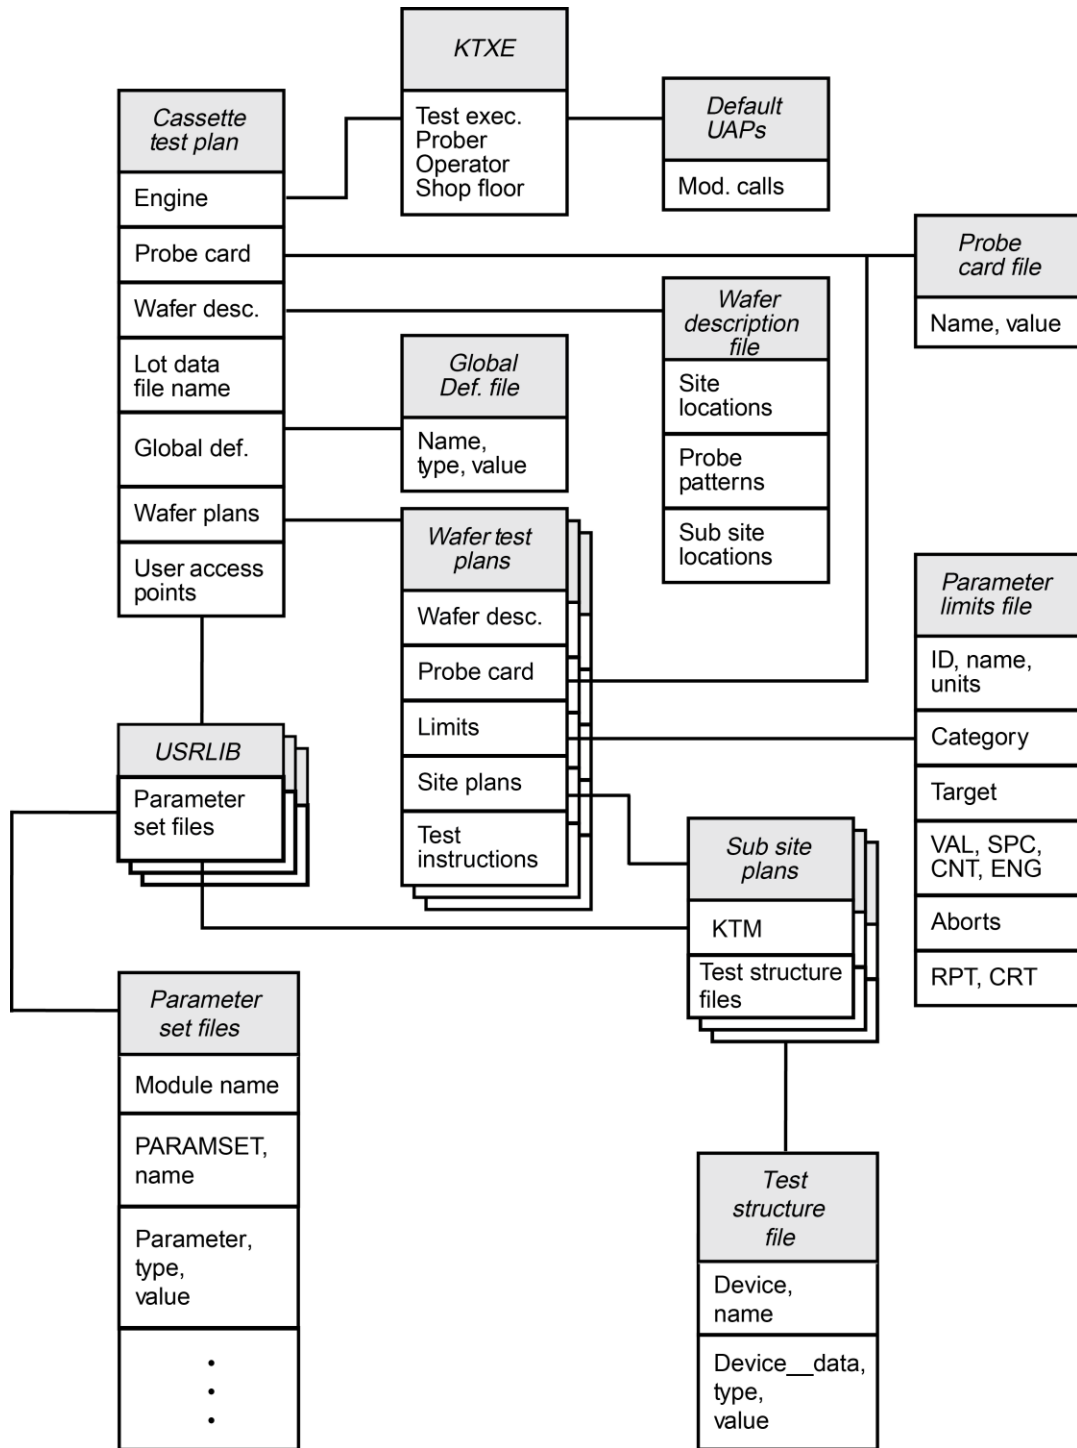 KTXE
Test exec.
Prober
Operator
Shop floor
Default
UAPs
Mod. calls
Cassette
test plan
Engine
Probe card
Wafer desc.
Lot data
file name
Global def.
Wafer plans
User access
points
Probe
card file
Name, value
Wafer
description
file
Site
locations
Probe
patterns
Sub site
locations
Global
Def. file
Name,
type, value
Wafer test
plans
Wafer desc.
Probe card
Limits
Site plans
Test
instructions
Parameter
limits file
ID, name,
units
Category
Target
VAL, SPC,
CNT, ENG
Aborts
RPT, CRT
USRLIB
Parameter
set files
Sub site
plans
KTM
Test structure
files
Parameter
set files
Module name
PARAMSET,
name
Parameter,
type,
value
Test
structure
file
Device,
name
Device__data,
type,
value